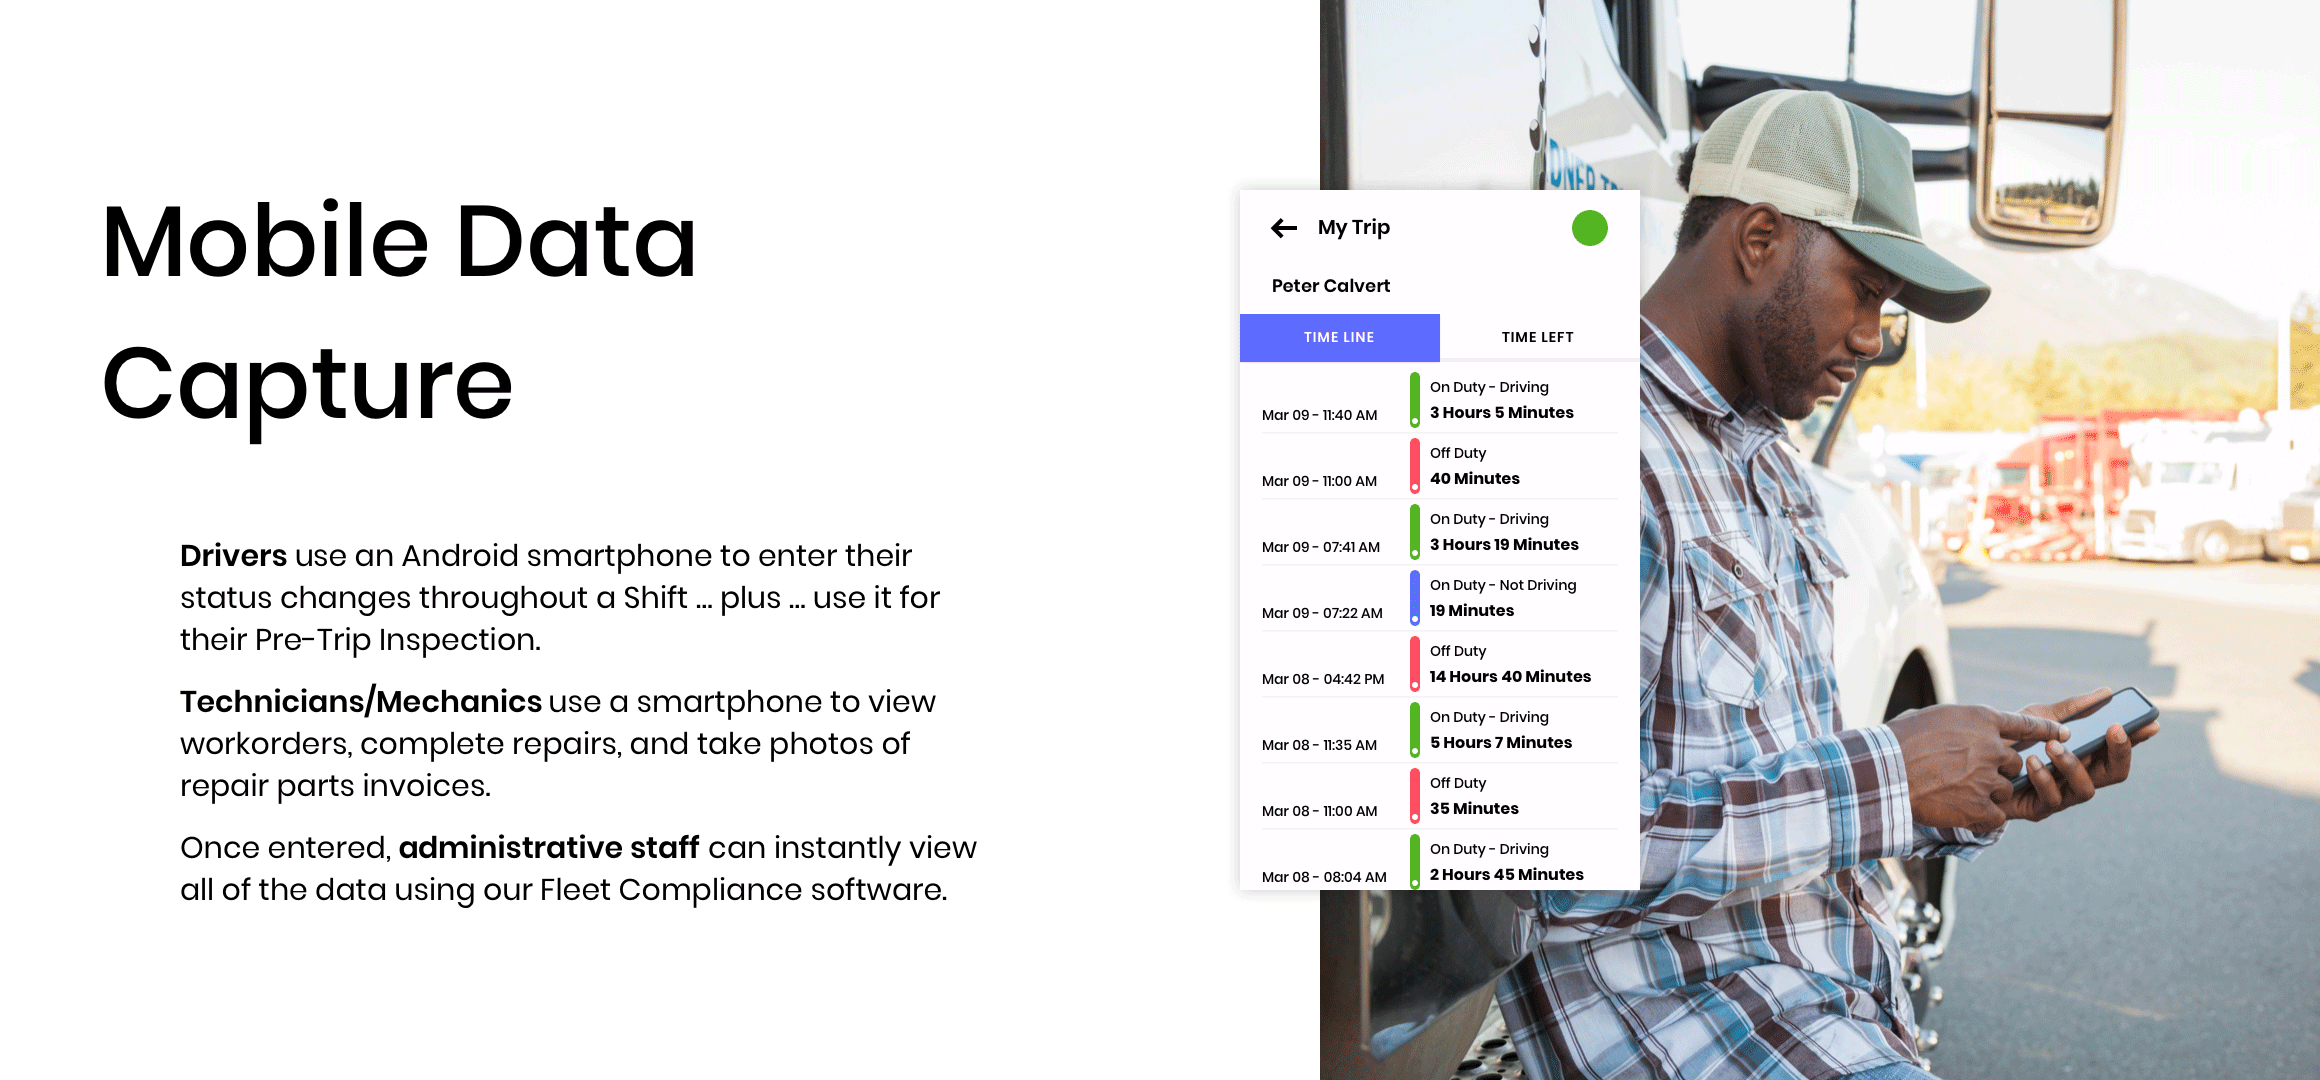 Mobile Data
Capture
Drivers use an Android smartphone to enter their
status changes throughout a Shift ... plus ... use it for
their Pre-Trip Inspection.
Technicians/Mechanics use a smartphone to view
workorders, complete repairs, and take photos of
repair parts invoices.
Once entered, administrative staff can instantly view
all of the data using our Fleet Compliance software.
My Trip
Peter Calvert
TIME LINE TIME LEFT
On Duty - Driving
Mar 09 - 11:40 AM 3 Hours 5 Minutes
Off Duty
Mar 09 - 11:00 AM 40 Minutes
On Duty - Driving
Mar 09 - 07:41 AM 3 Hours 19 Minutes
On Duty - Not Driving
Mar 09 - 07:22 AM 19 Minutes
Off Duty
Mar 08 - 04:42 PM 14 Hours 40 Minutes
On Duty - Driving
Mar 08 - 11:35 AM 5 Hours 7 Minutes
Off Duty
Mar 08 - 11:00 AM 35 Minutes
On Duty - Driving
Mar 08 - 08:04 AM 2 Hours 45 Minutes